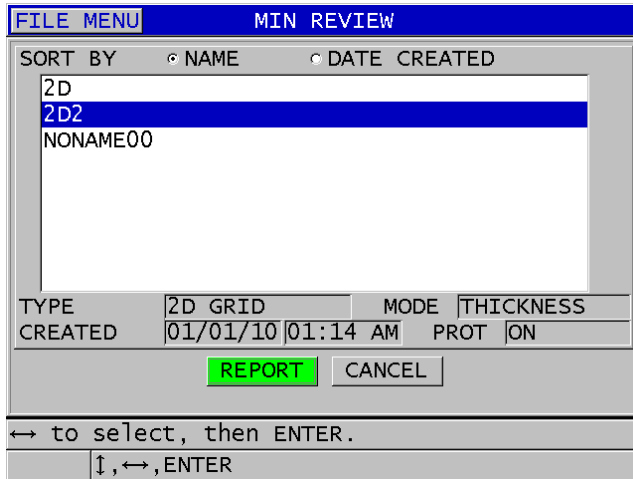 FILE MENU MIN REVIEW
SORT BY NAME DATE CREATED
2D
2D2
NONAME00
TYPE 2D GRID MODE THICKNESS
CREATED 01/01/10 01:14 AM PROT ON
REPORT CANCEL
↔ to select, then ENTER.
↕,↔,ENTER